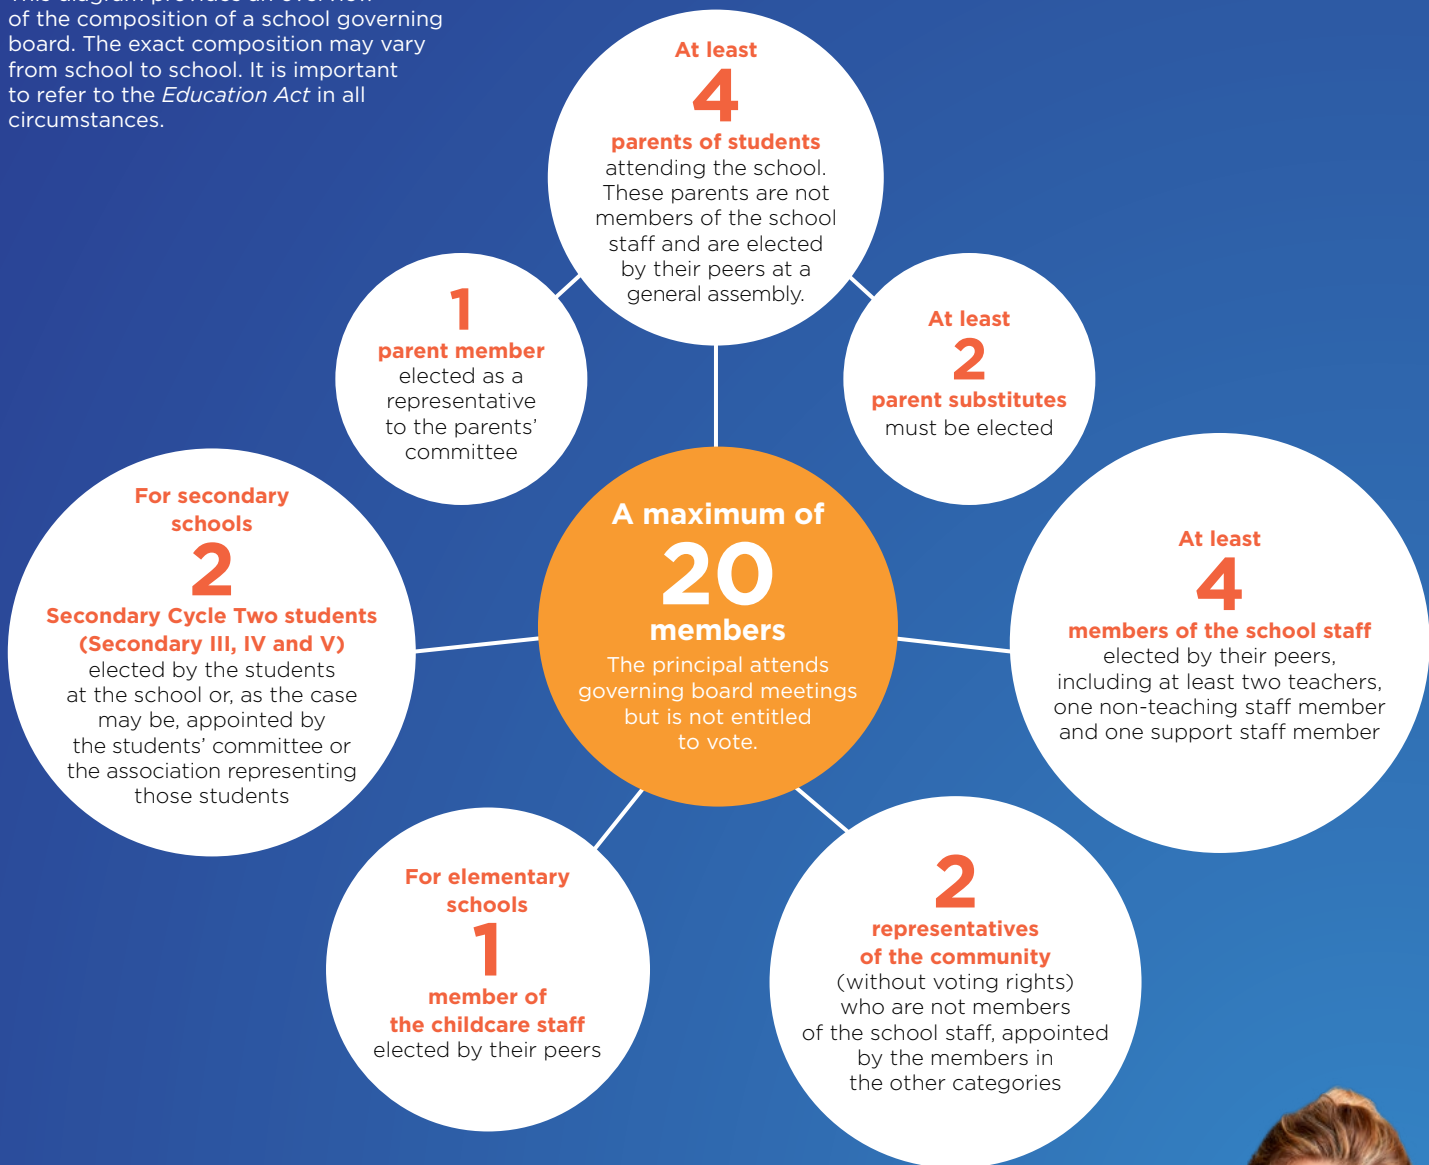 of the composition of a school governing
board. The exact composition may vary
from school to school. It is important
to refer to the Education Act in all
circumstances.
At least
4
parents of students
attending the school.
These parents are not
members of the school
staff and are elected
by their peers at a
general assembly.
1
parent member
elected as a
representative
to the parents’
committee
At least
2
parent substitutes
must be elected
For secondary
schools
2
Secondary Cycle Two students
(Secondary III, IV and V)
elected by the students
at the school or, as the case
may be, appointed by
the students’ committee or
the association representing
those students
A maximum of
20
members
The principal attends
governing board meetings
but is not entitled
to vote.
At least
4
members of the school staff
elected by their peers,
including at least two teachers,
one non-teaching staff member
and one support staff member
For elementary
schools
1
member of
the childcare staff
elected by their peers
2
representatives
of the community
(without voting rights)
who are not members
of the school staff, appointed
by the members in
the other categories